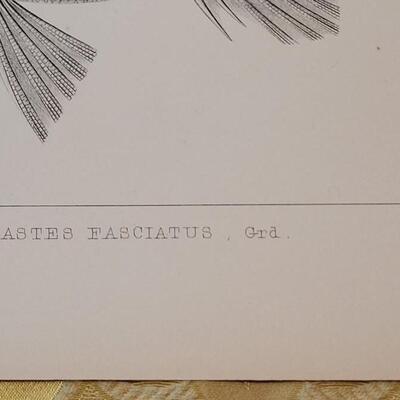 ASTES FASCIATUS , Grd.